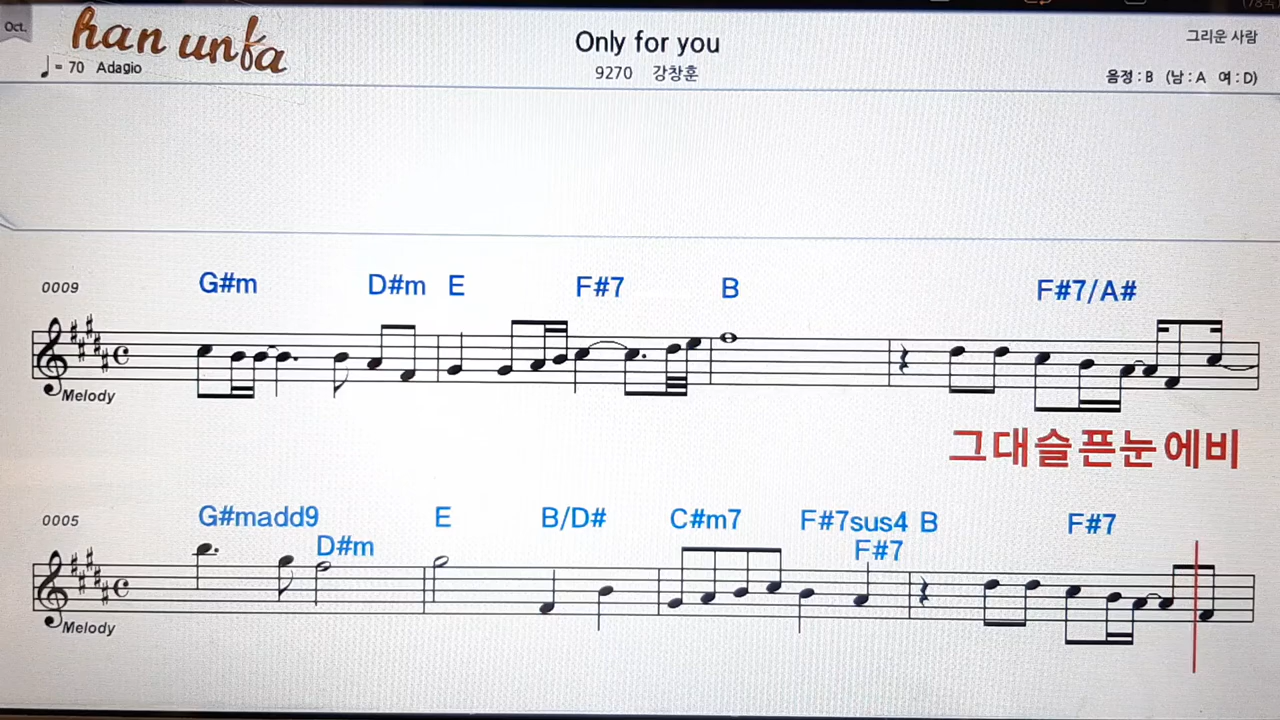 Oct.
han unfa
♩= 70 Adagio
Only for you
9270 강창훈
그리운 사람
음정 : B (남 : A 여 : D)
0009
G#m D#m E F#7 B F#7/A#
Melody
그대슬픈눈에비
0005
G#madd9 D#m E B/D# C#m7 F#7sus4 F#7 B F#7
Melody